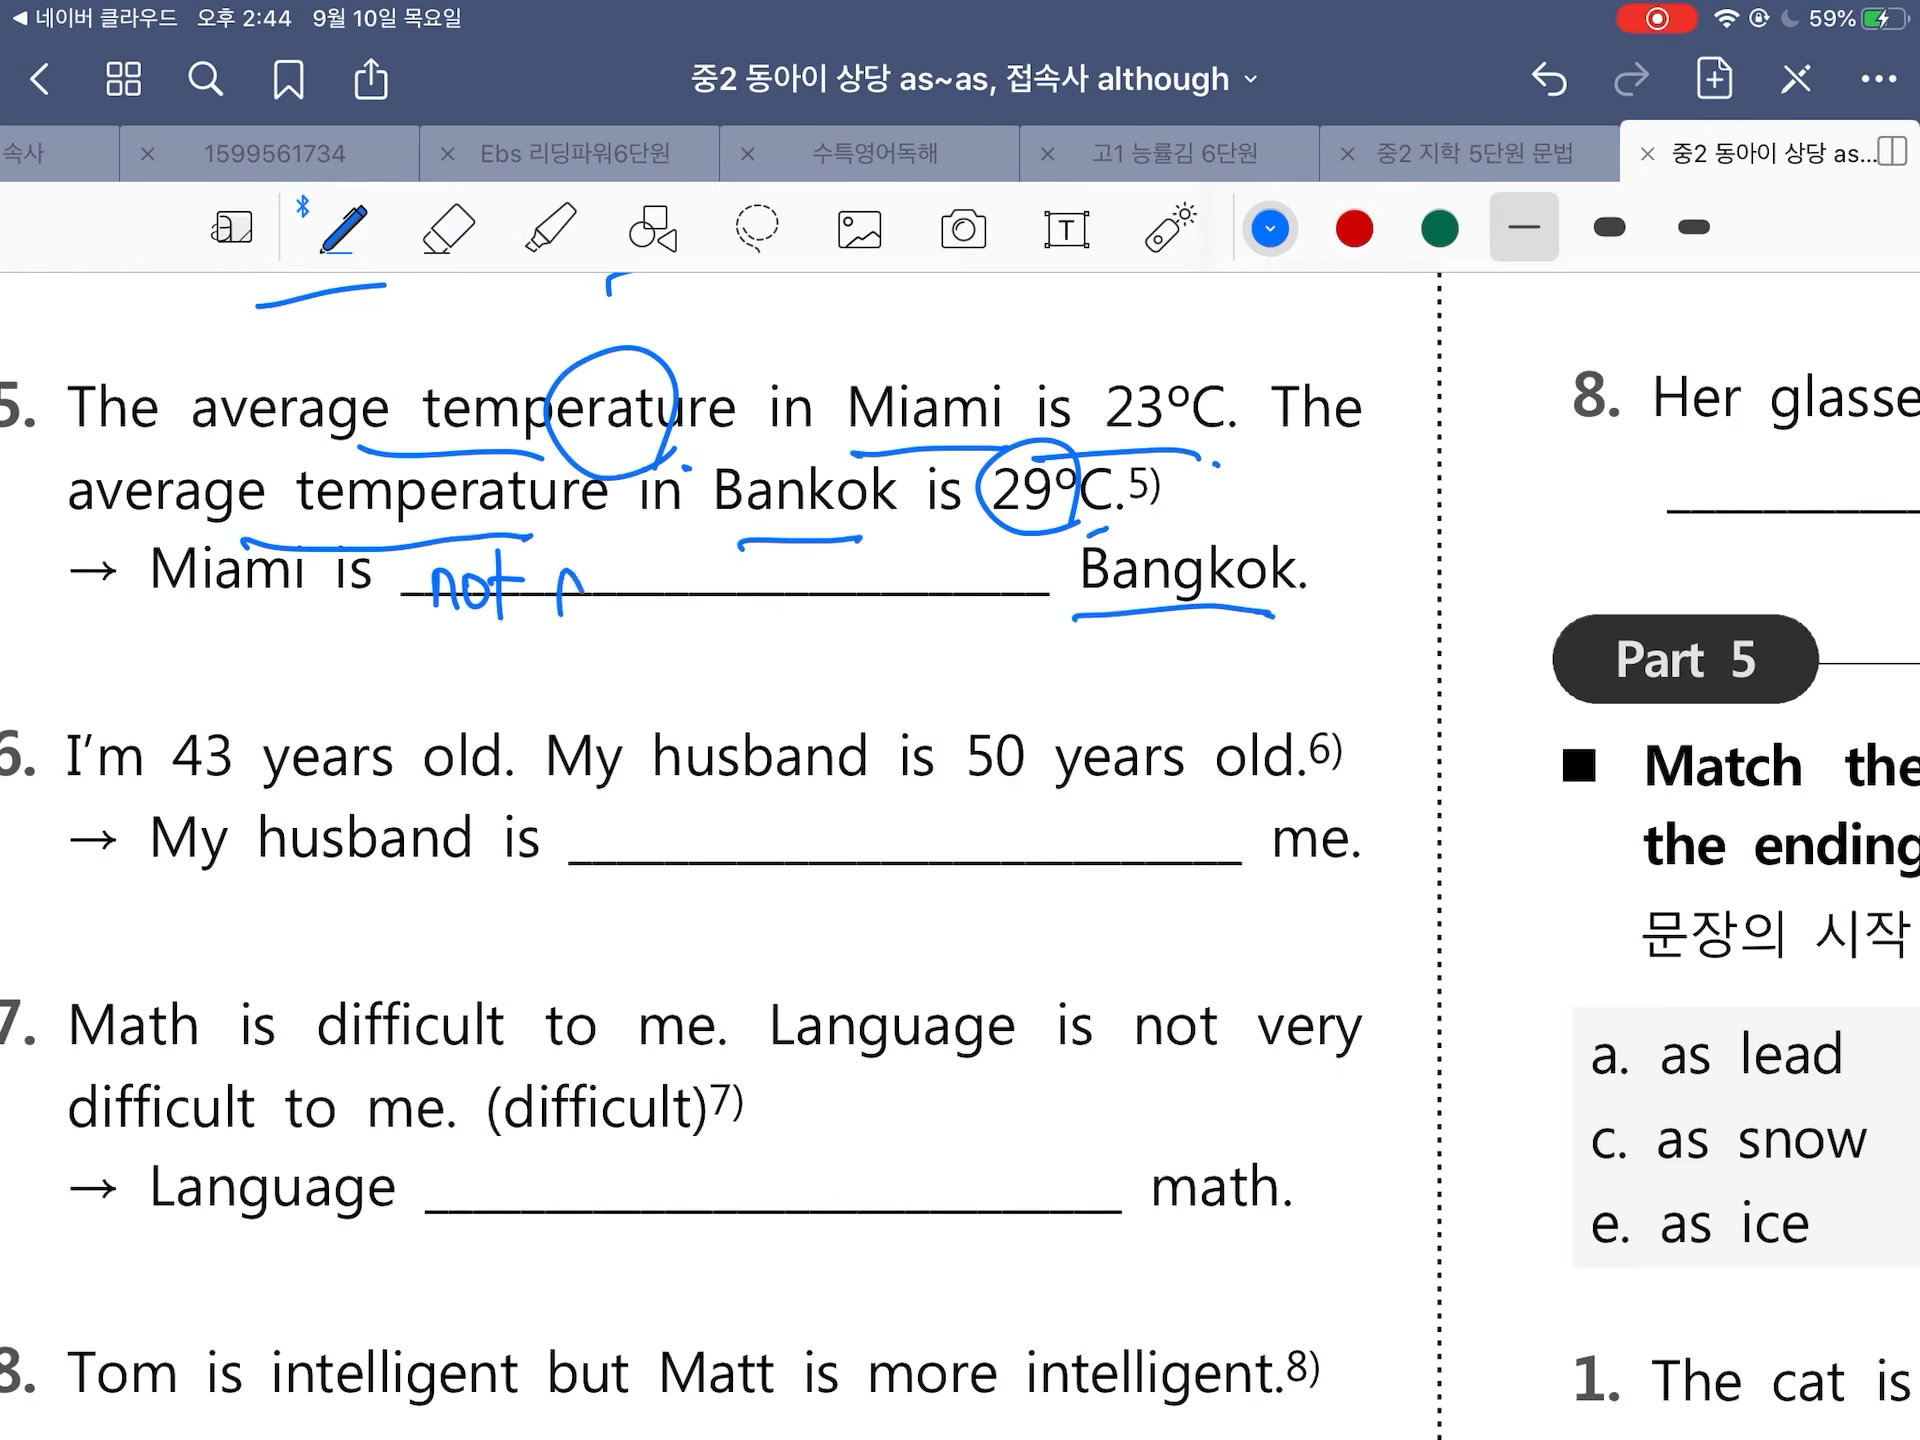 ◀ 네이버 클라우드 오후 2:44 9월 10일 목요일 59%
중2 동아이 상당 as~as, 접속사 although
속사 × 1599561734 × Ebs 리딩파워6단원 × 수특영어독해 × 고1 능률김 6단원 × 중2 지학 5단원 문법 × 중2 동아이 상당 as...
T
5. The average temperature in Miami is 23ºC. The
average temperature in Bankok is 29ºC.5)
→ Miami is not ____ Bangkok.
6. I'm 43 years old. My husband is 50 years old.6)
→ My husband is ____ me.
7. Math is difficult to me. Language is not very
difficult to me. (difficult)7)
→ Language ____ math.
8. Tom is intelligent but Matt is more intelligent.8)
8. Her glasse
Part 5
■ Match the
the ending
문장의 시작
a. as lead
c. as snow
e. as ice
1. The cat is